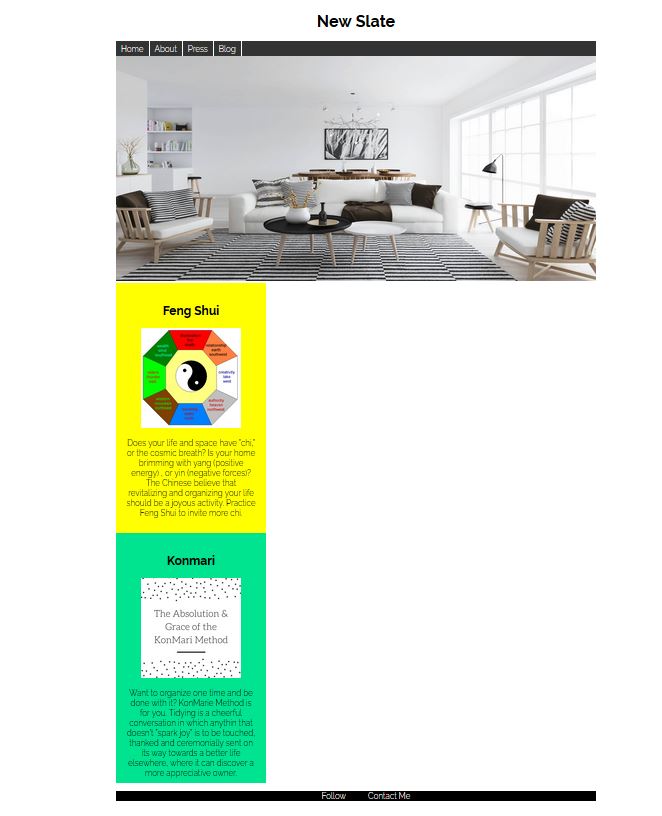 New Slate
Home About Press Blog
Feng Shui
creativity
lake
west
Does your life and space have "chi,"
or the cosmic breath? Is your home
brimming with yang (positive
energy) , or yin (negative forces)?
The Chinese believe that
revitalizing and organizing your life
should be a joyous activity. Practice
Feng Shui to invite more chi.
Konmari
The Absolution &
Grace of the
KonMari Method
Want to organize one time and be
done with it? KonMarie Method is
for you. Tidying is a cheerful
conversation in which anythin that
doesn't "spark joy" is to be touched,
thanked and ceremonially sent on
its way towards a better life
elsewhere, where it can discover a
more appreciative owner.
Follow Contact Me